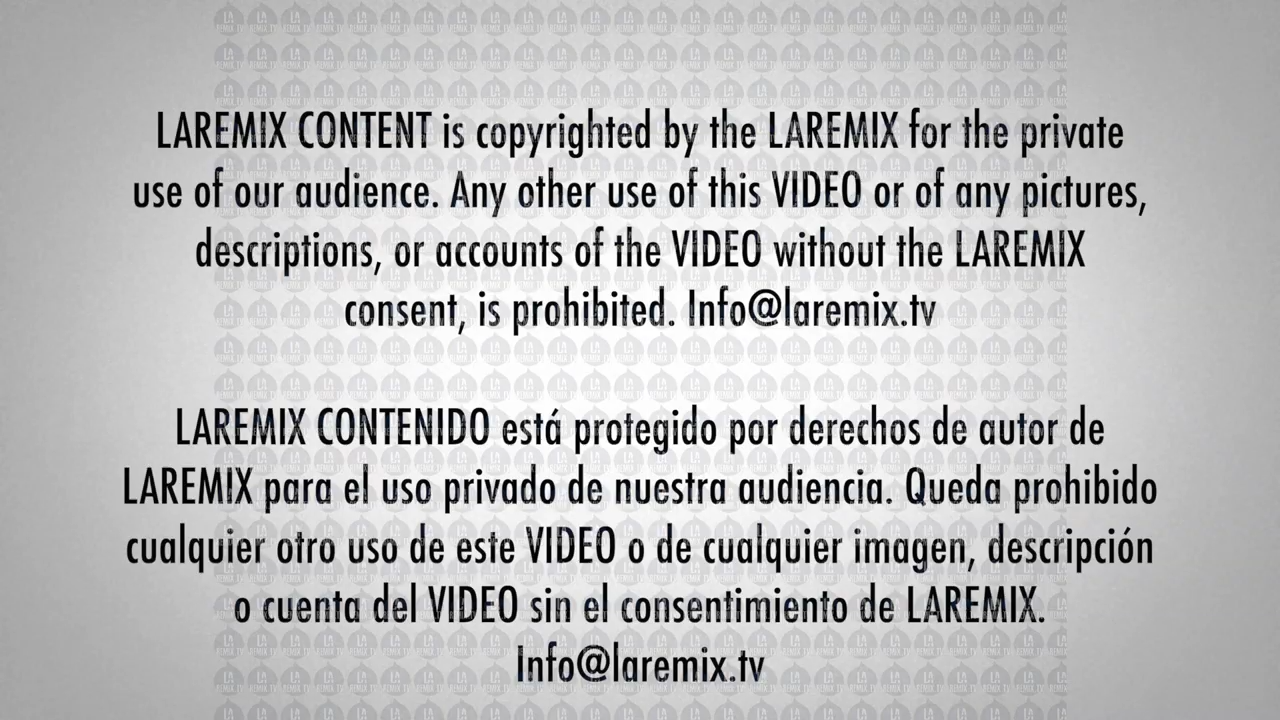 LAREMIX CONTENT is copyrighted by the LAREMIX for the private
use of our audience. Any other use of this VIDEO or of any pictures,
descriptions, or accounts of the VIDEO without the LAREMIX
consent, is prohibited. Info@laremix.tv
LAREMIX CONTENIDO está protegido por derechos de autor de
LAREMIX para el uso privado de nuestra audiencia. Queda prohibido
cualquier otro uso de este VIDEO o de cualquier imagen, descripción
o cuenta del VIDEO sin el consentimiento de LAREMIX.
Info@laremix.tv